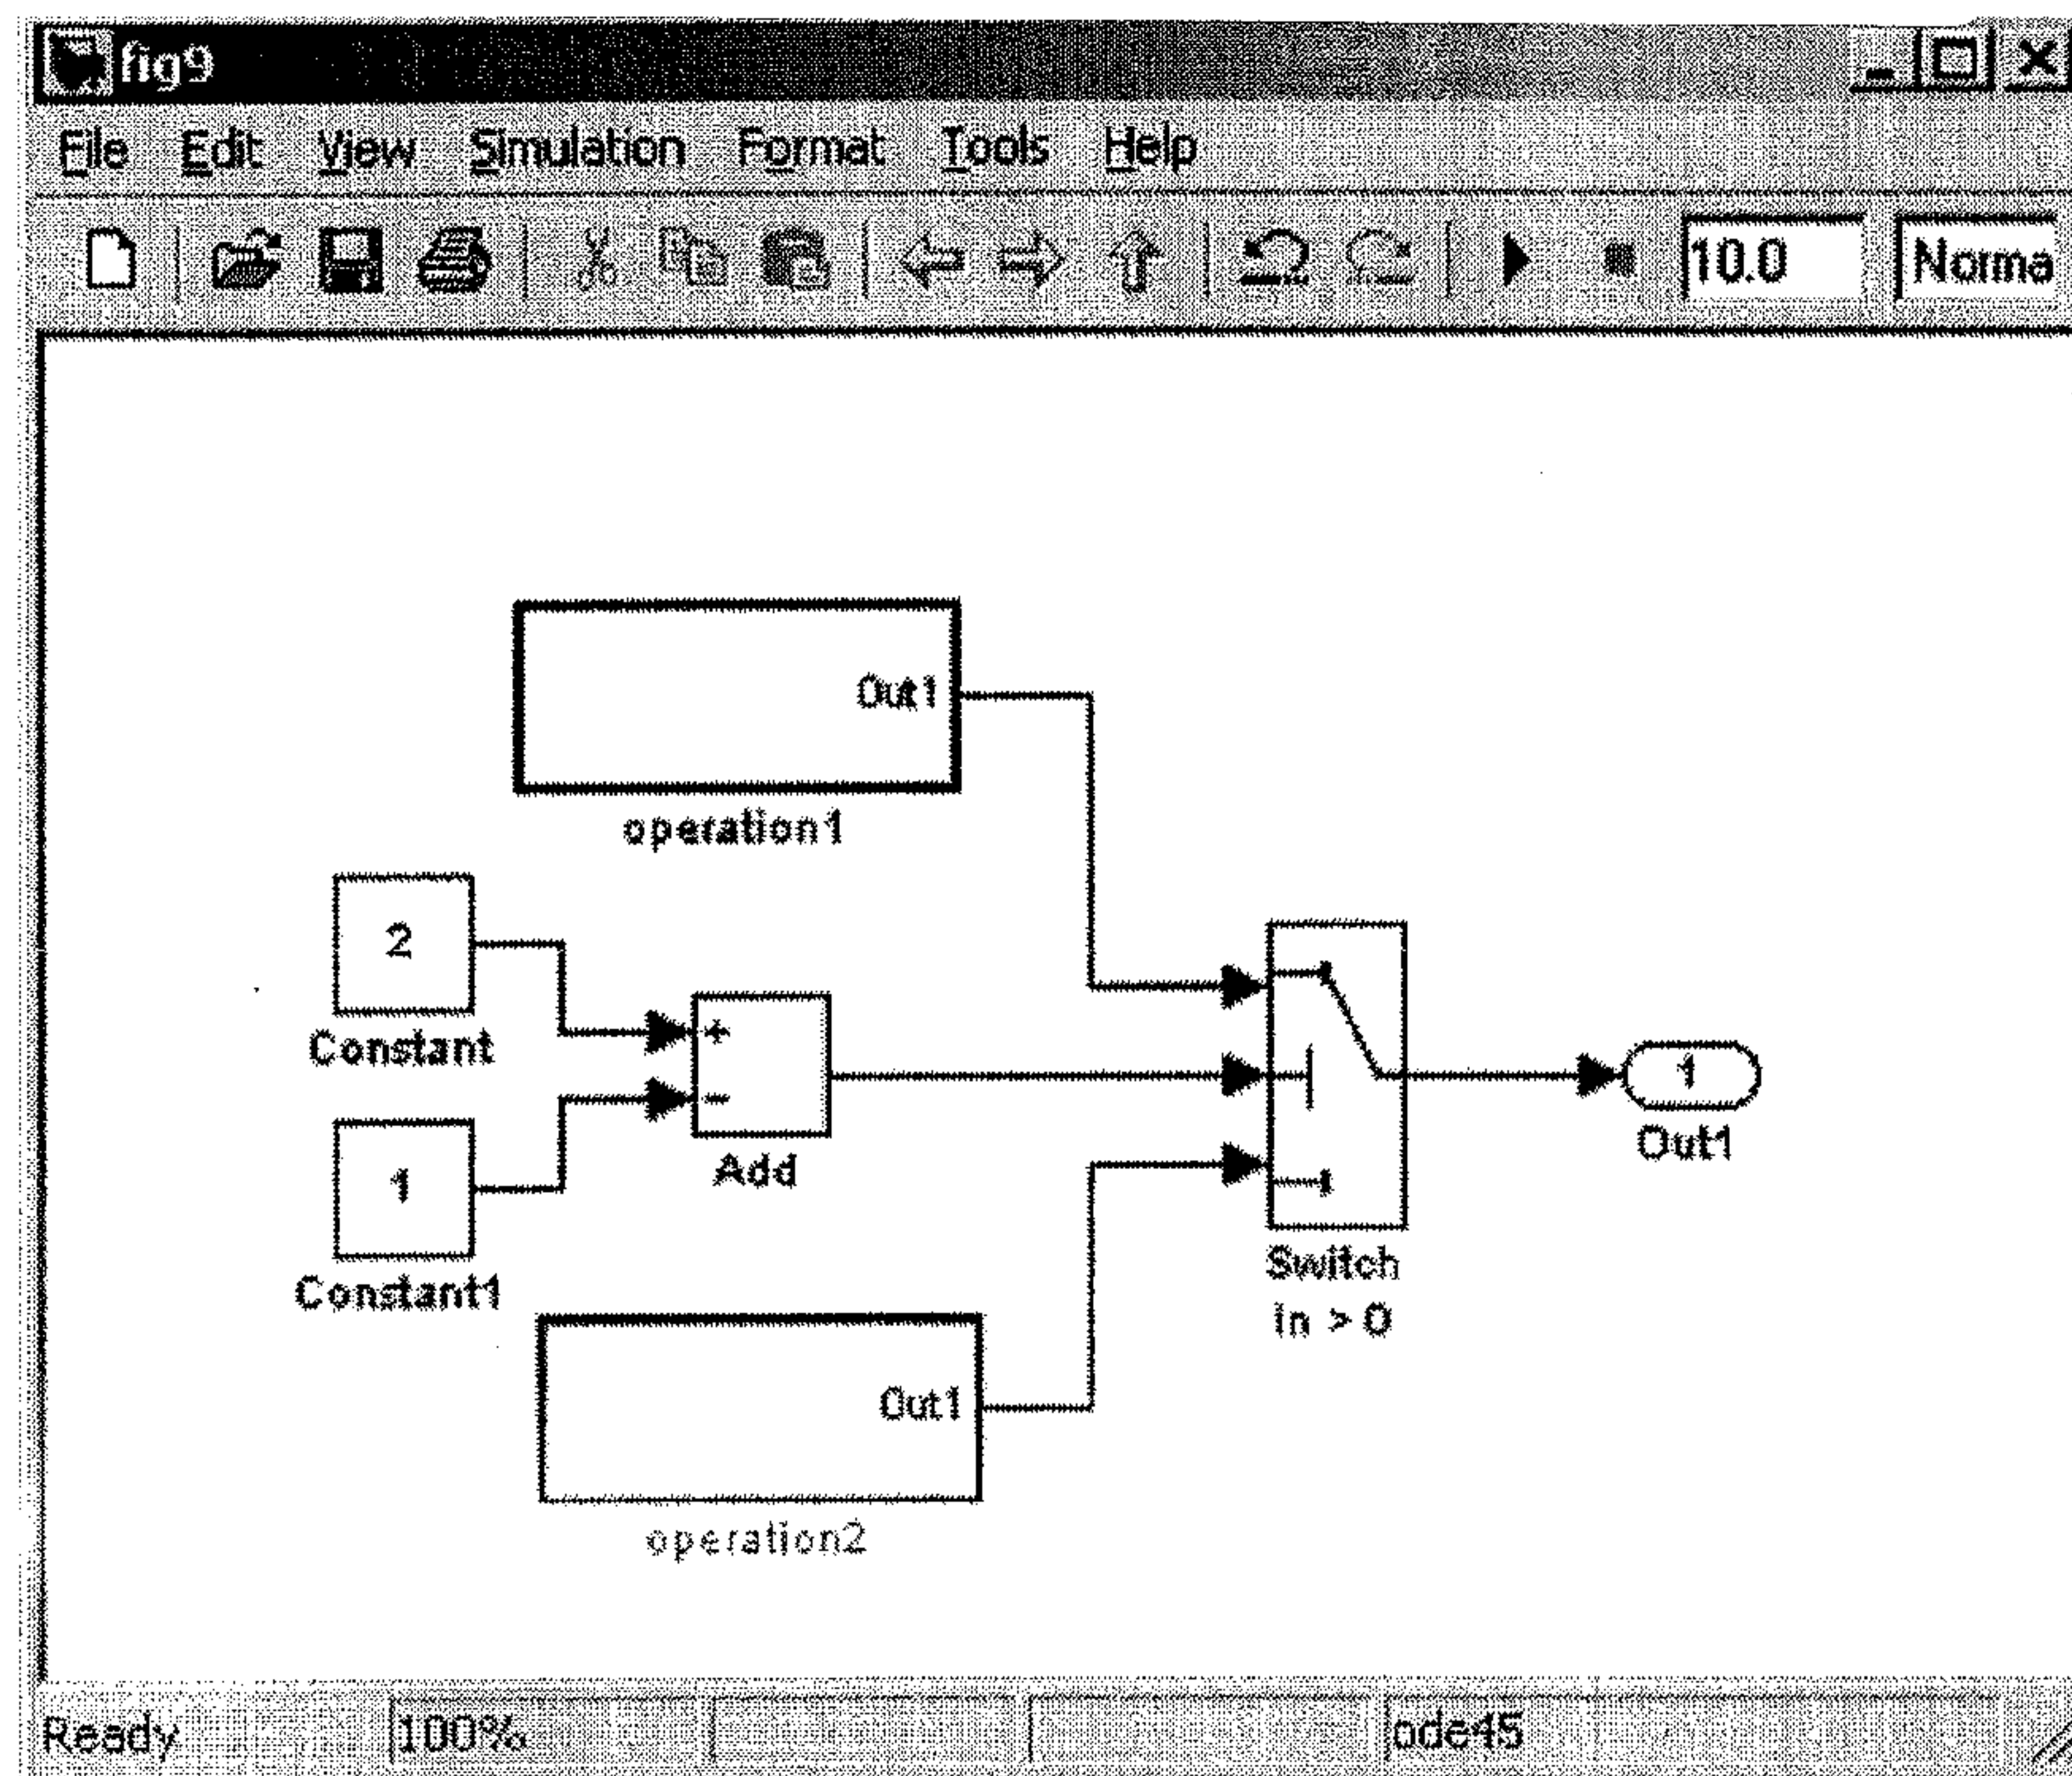 fig9
File Edit View Simulation Format Tools Help
10.0 Norma
Out1
operation1
2
Constant
+
-
Add
1
Constant1
Switch
in > 0
1
Out1
Out1
operation2
Ready 100% ode45